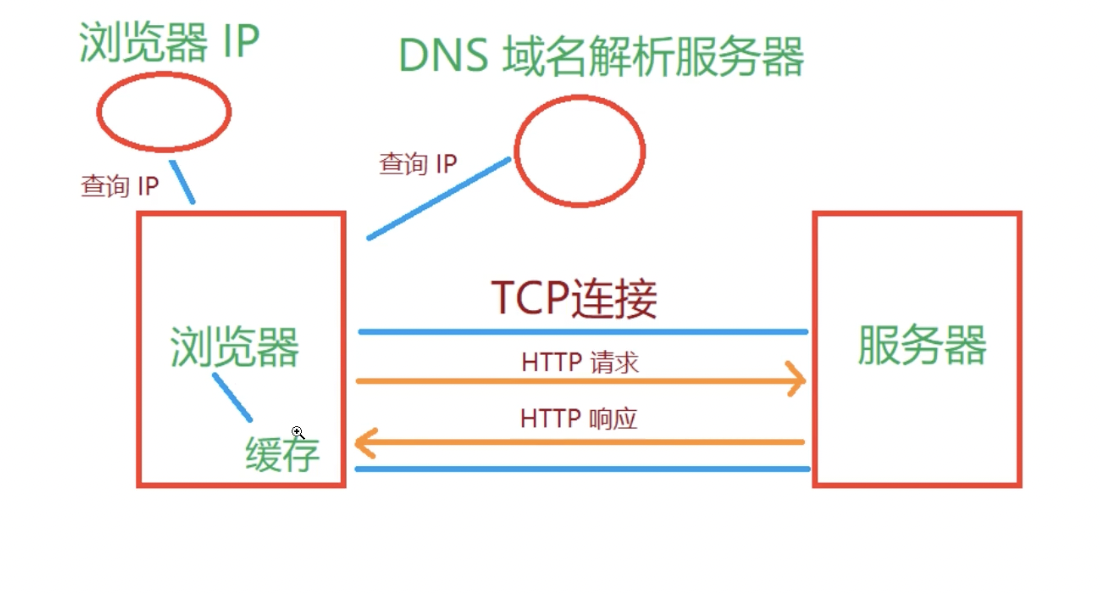 浏览器 IP
DNS 域名解析服务器
查询 IP
查询 IP
TCP连接
浏览器
HTTP 请求
服务器
HTTP 响应
缓存